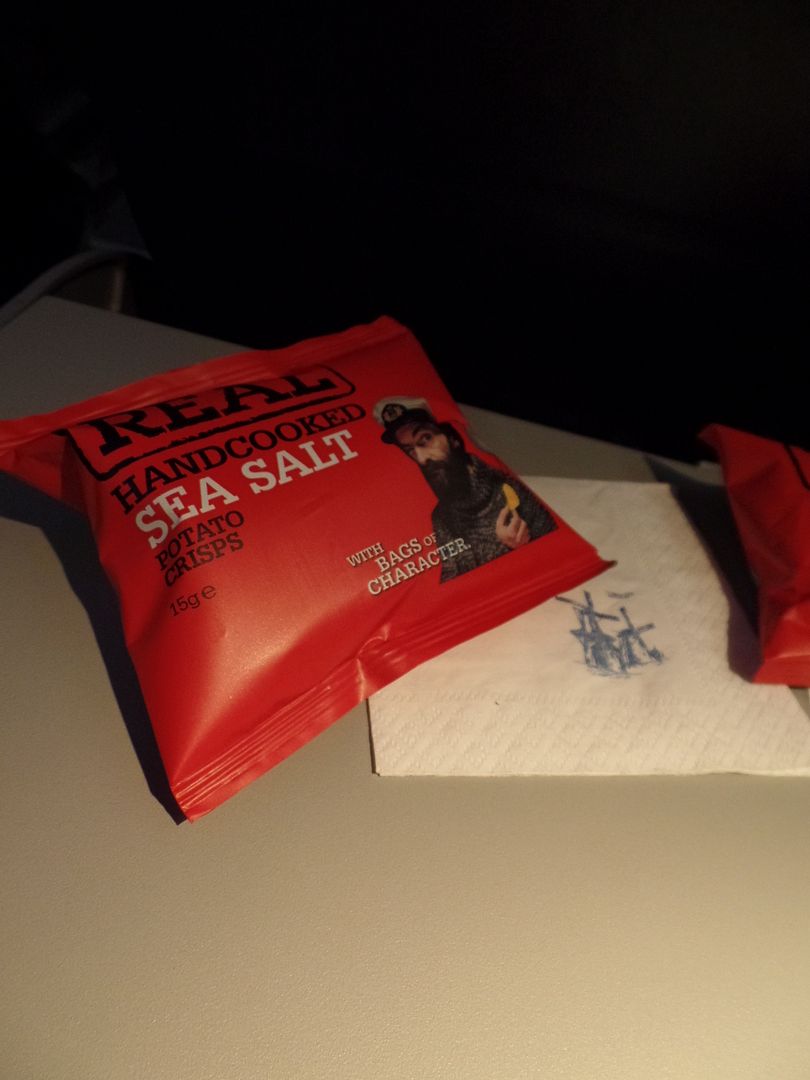 REAL
HANDCOOKED
SEA SALT
POTATO
CRISPS
15g e
WITH
BAGS OF
CHARACTER.